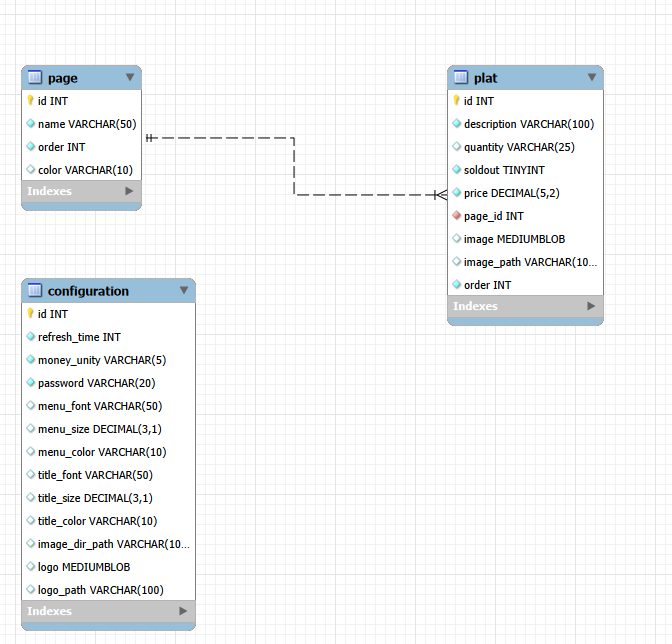 page
id INT
name VARCHAR(50)
order INT
color VARCHAR(10)
Indexes
plat
id INT
description VARCHAR(100)
quantity VARCHAR(25)
soldout TINYINT
price DECIMAL(5,2)
page_id INT
image MEDIUMBLOB
image_path VARCHAR(10...
order INT
Indexes
configuration
id INT
refresh_time INT
money_unity VARCHAR(5)
password VARCHAR(20)
menu_font VARCHAR(50)
menu_size DECIMAL(3,1)
menu_color VARCHAR(10)
title_font VARCHAR(50)
title_size DECIMAL(3,1)
title_color VARCHAR(10)
image_dir_path VARCHAR(10...
logo MEDIUMBLOB
logo_path VARCHAR(100)
Indexes